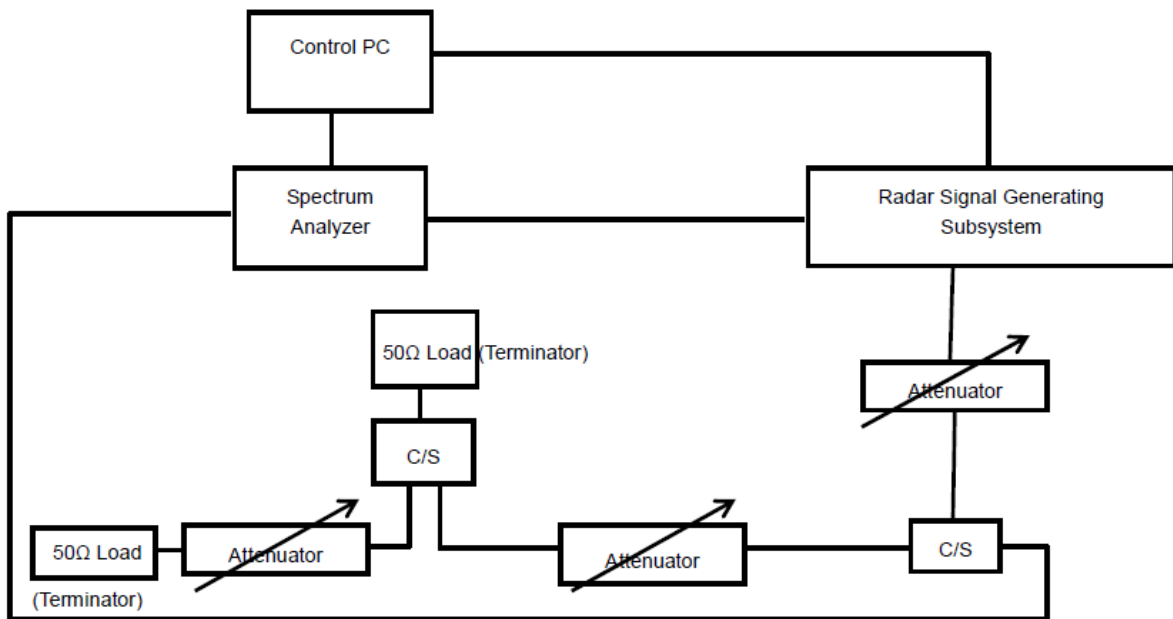 Control PC
Spectrum
Analyzer
Radar Signal Generating
Subsystem
50Ω Load (Terminator)
Attenuator
C/S
50Ω Load
(Terminator)
Attenuator
Attenuator
C/S